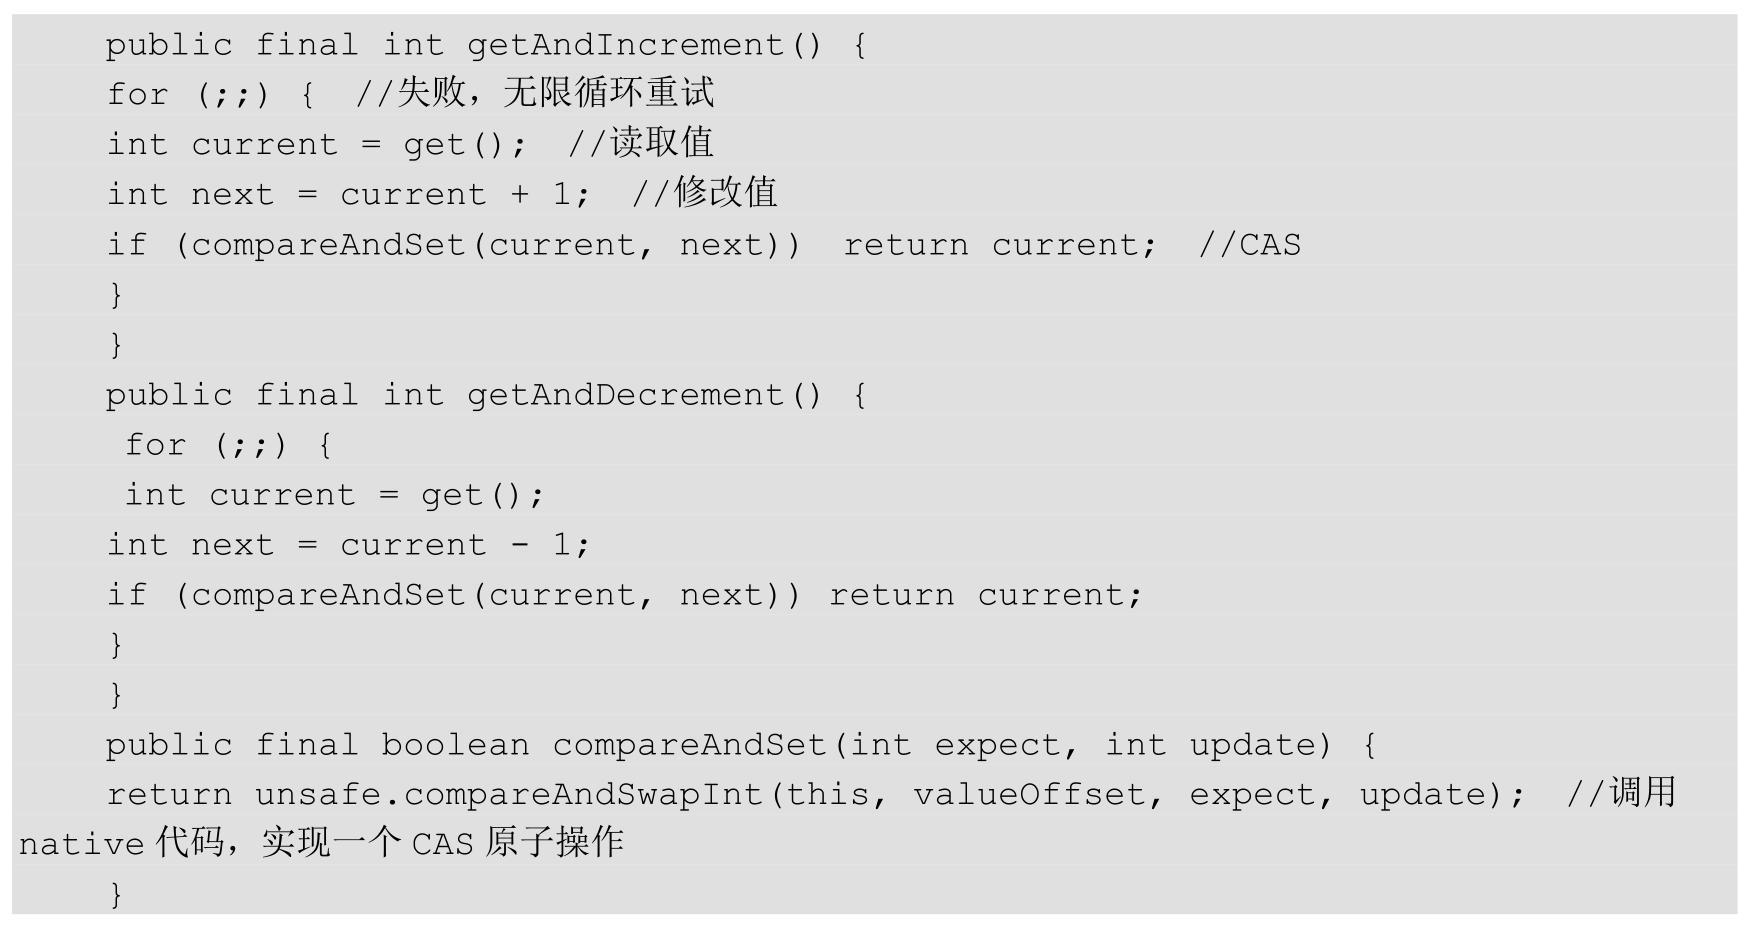 public final int getAndIncrement() {
for (;;) {  //失败，无限循环重试
int current = get();  //读取值
int next = current + 1;  //修改值
if (compareAndSet(current, next))  return current;  //CAS
}
}
public final int getAndDecrement() {
for (;;) {
int current = get();
int next = current - 1;
if (compareAndSet(current, next)) return current;
}
}
public final boolean compareAndSet(int expect, int update) {
return unsafe.compareAndSwapInt(this, valueOffset, expect, update);  //调用
native 代码，实现一个 CAS 原子操作
}